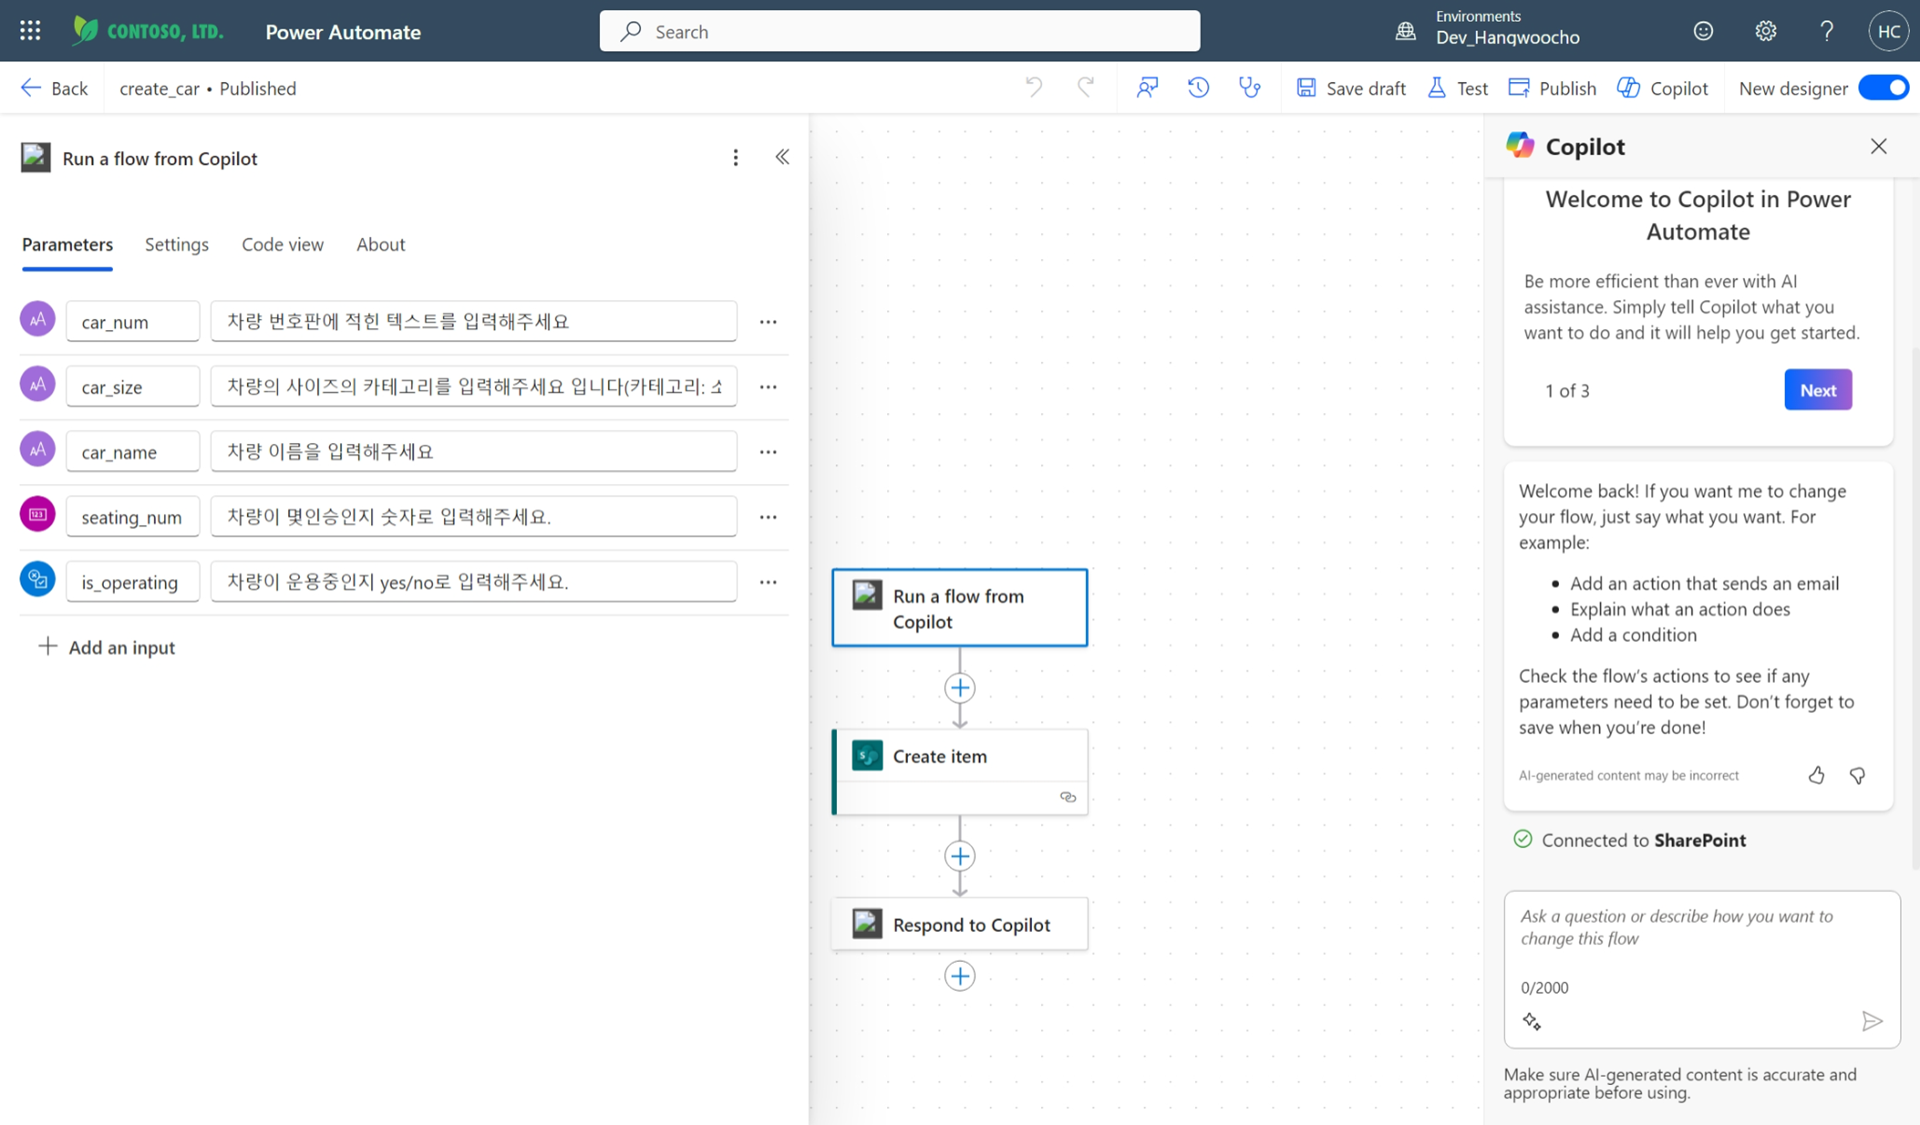 CONTOSO, LTD.
Power Automate
Search
Environments
Dev_Hangwoocho
HC
Back
create_car • Published
Save draft
Test
Publish
Copilot
New designer
Run a flow from Copilot
Parameters
Settings
Code view
About
car_num
차량 번호판에 적힌 텍스트를 입력해주세요
car_size
차량의 사이즈의 카테고리를 입력해주세요 입니다(카테고리: 소
car_name
차량 이름을 입력해주세요
123
seating_num
차량이 몇인승인지 숫자로 입력해주세요.
is_operating
차량이 운용중인지 yes/no로 입력해주세요.
Add an input
Run a flow from
Copilot
Create item
Respond to Copilot
Copilot
Welcome to Copilot in Power
Automate
Be more efficient than ever with AI
assistance. Simply tell Copilot what you
want to do and it will help you get started.
1 of 3
Next
Welcome back! If you want me to change
your flow, just say what you want. For
example:
• Add an action that sends an email
• Explain what an action does
• Add a condition
Check the flow's actions to see if any
parameters need to be set. Don't forget to
save when you're done!
AI-generated content may be incorrect
Connected to SharePoint
Ask a question or describe how you want to
change this flow
0/2000
Make sure AI-generated content is accurate and
appropriate before using.